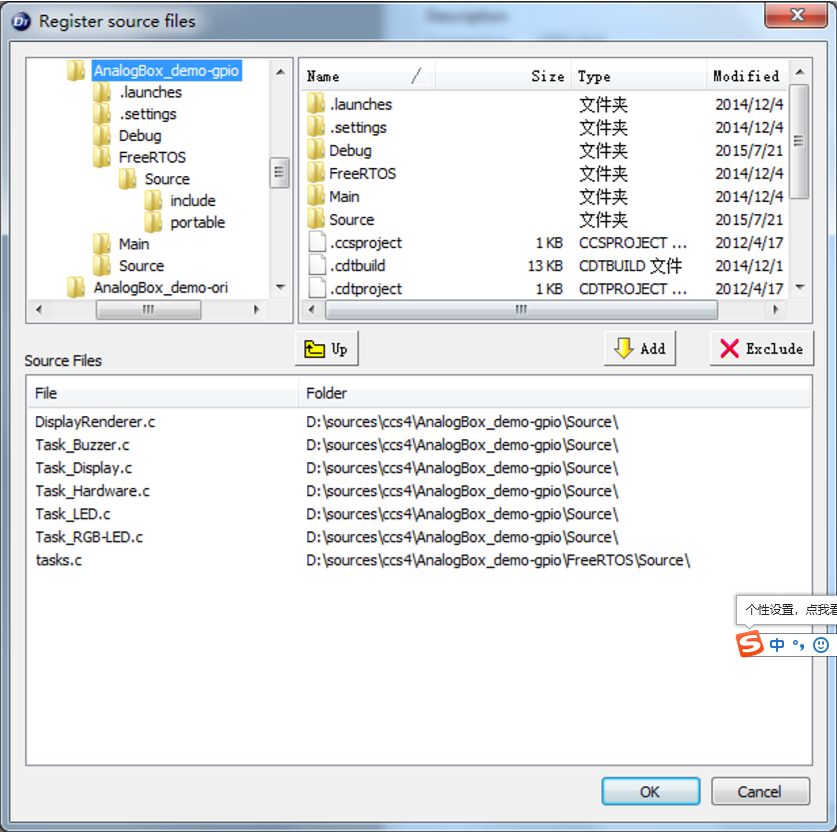 Register source files
AnalogBox_demo-gpio
.launches
.settings
Debug
FreeRTOS
Source
include
portable
Main
Source
AnalogBox_demo-ori
Name Size Type Modified
.launches 文件夹 2014/12/4
.settings 文件夹 2014/12/4
Debug 文件夹 2015/7/21
FreeRTOS 文件夹 2014/12/4
Main 文件夹 2014/12/4
Source 文件夹 2015/7/21
.ccsproject 1 KB CCSPROJECT ... 2012/4/17
.cdtbuild 13 KB CDTBUILD 文件 2014/12/1
.cdtproject 1 KB CDTPROJECT ... 2012/4/17
Up Add Exclude
Source Files
File Folder
DisplayRenderer.c D:\sources\ccs4\AnalogBox_demo-gpio\Source\
Task_Buzzer.c D:\sources\ccs4\AnalogBox_demo-gpio\Source\
Task_Display.c D:\sources\ccs4\AnalogBox_demo-gpio\Source\
Task_Hardware.c D:\sources\ccs4\AnalogBox_demo-gpio\Source\
Task_LED.c D:\sources\ccs4\AnalogBox_demo-gpio\Source\
Task_RGB-LED.c D:\sources\ccs4\AnalogBox_demo-gpio\Source\
tasks.c D:\sources\ccs4\AnalogBox_demo-gpio\FreeRTOS\Source\
个性设置，点我看
中 °,
OK Cancel